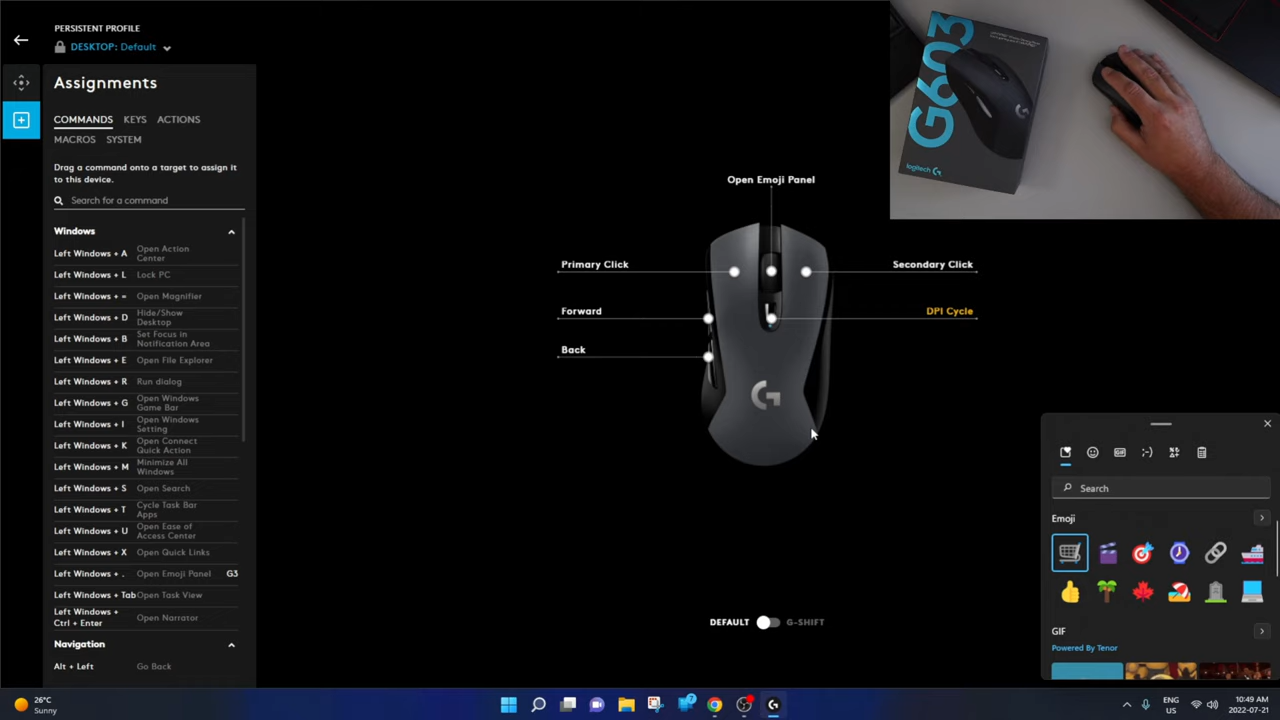 PERSISTENT PROFILE
DESKTOP: Default
Assignments
COMMANDS KEYS ACTIONS
MACROS SYSTEM
Drag a command onto a target to assign it
to this device.
Search for a command
Windows
Left Windows + A Open Action
Center
Left Windows + L Lock PC
Left Windows + = Open Magnifier
Left Windows + D Hide/Show
Desktop
Left Windows + B Set Focus in
Notification Area
Left Windows + E Open File Explorer
Left Windows + R Run dialog
Left Windows + G Open Windows
Game Bar
Left Windows + I Open Windows
Setting
Left Windows + K Open Connect
Quick Action
Left Windows + M Minimize All
Windows
Left Windows + S Open Search
Left Windows + T Cycle Task Bar
Apps
Left Windows + U Open Ease of
Access Center
Left Windows + X Open Quick Links
Left Windows + . Open Emoji Panel G3
Left Windows + Tab Open Task View
Left Windows +
Ctrl + Enter Open Narrator
Navigation
Alt + Left Go Back
Open Emoji Panel
Primary Click
Secondary Click
Forward
DPI Cycle
Back
DEFAULT G-SHIFT
G603
logitech G
GIF
;-)
Search
Emoji
GIF
Powered By Tenor
26°C
Sunny
7
ENG
US
10:49 AM
2022-07-21